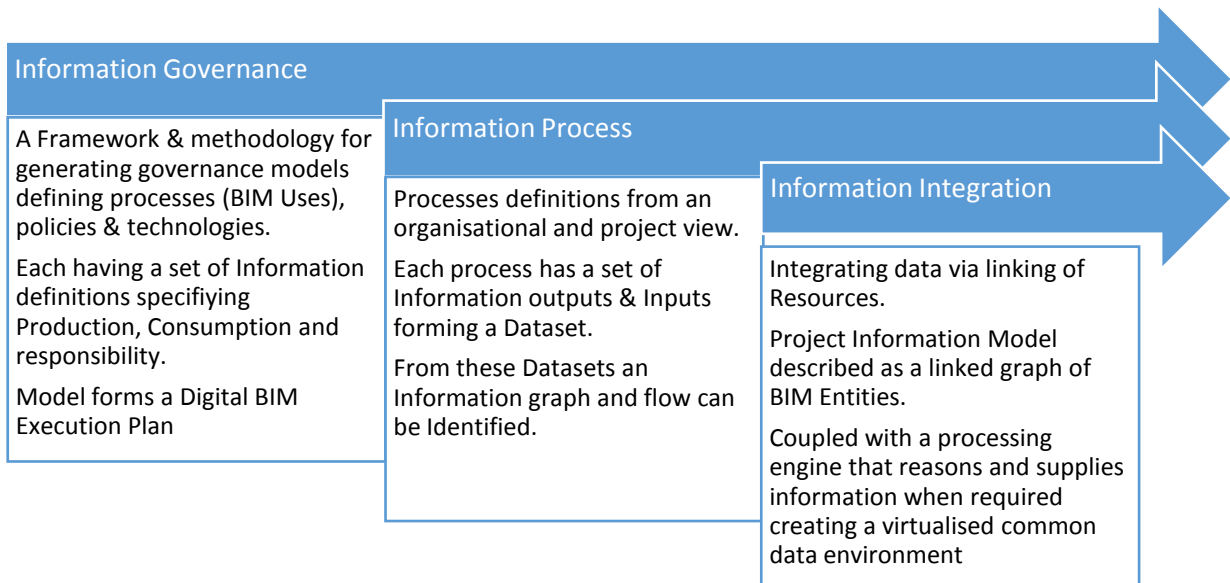 Information Governance
A Framework & methodology for
generating governance models
defining processes (BIM Uses),
policies & technologies.
Each having a set of Information
definitions specifiying
Production, Consumption and
responsibility.
Model forms a Digital BIM
Execution Plan
Information Process
Processes definitions from an
organisational and project view.
Each process has a set of
Information outputs & Inputs
forming a Dataset.
From these Datasets an
Information graph and flow can
be Identified.
Information Integration
Integrating data via linking of
Resources.
Project Information Model
described as a linked graph of
BIM Entities.
Coupled with a processing
engine that reasons and supplies
information when required
creating a virtualised common
data environment